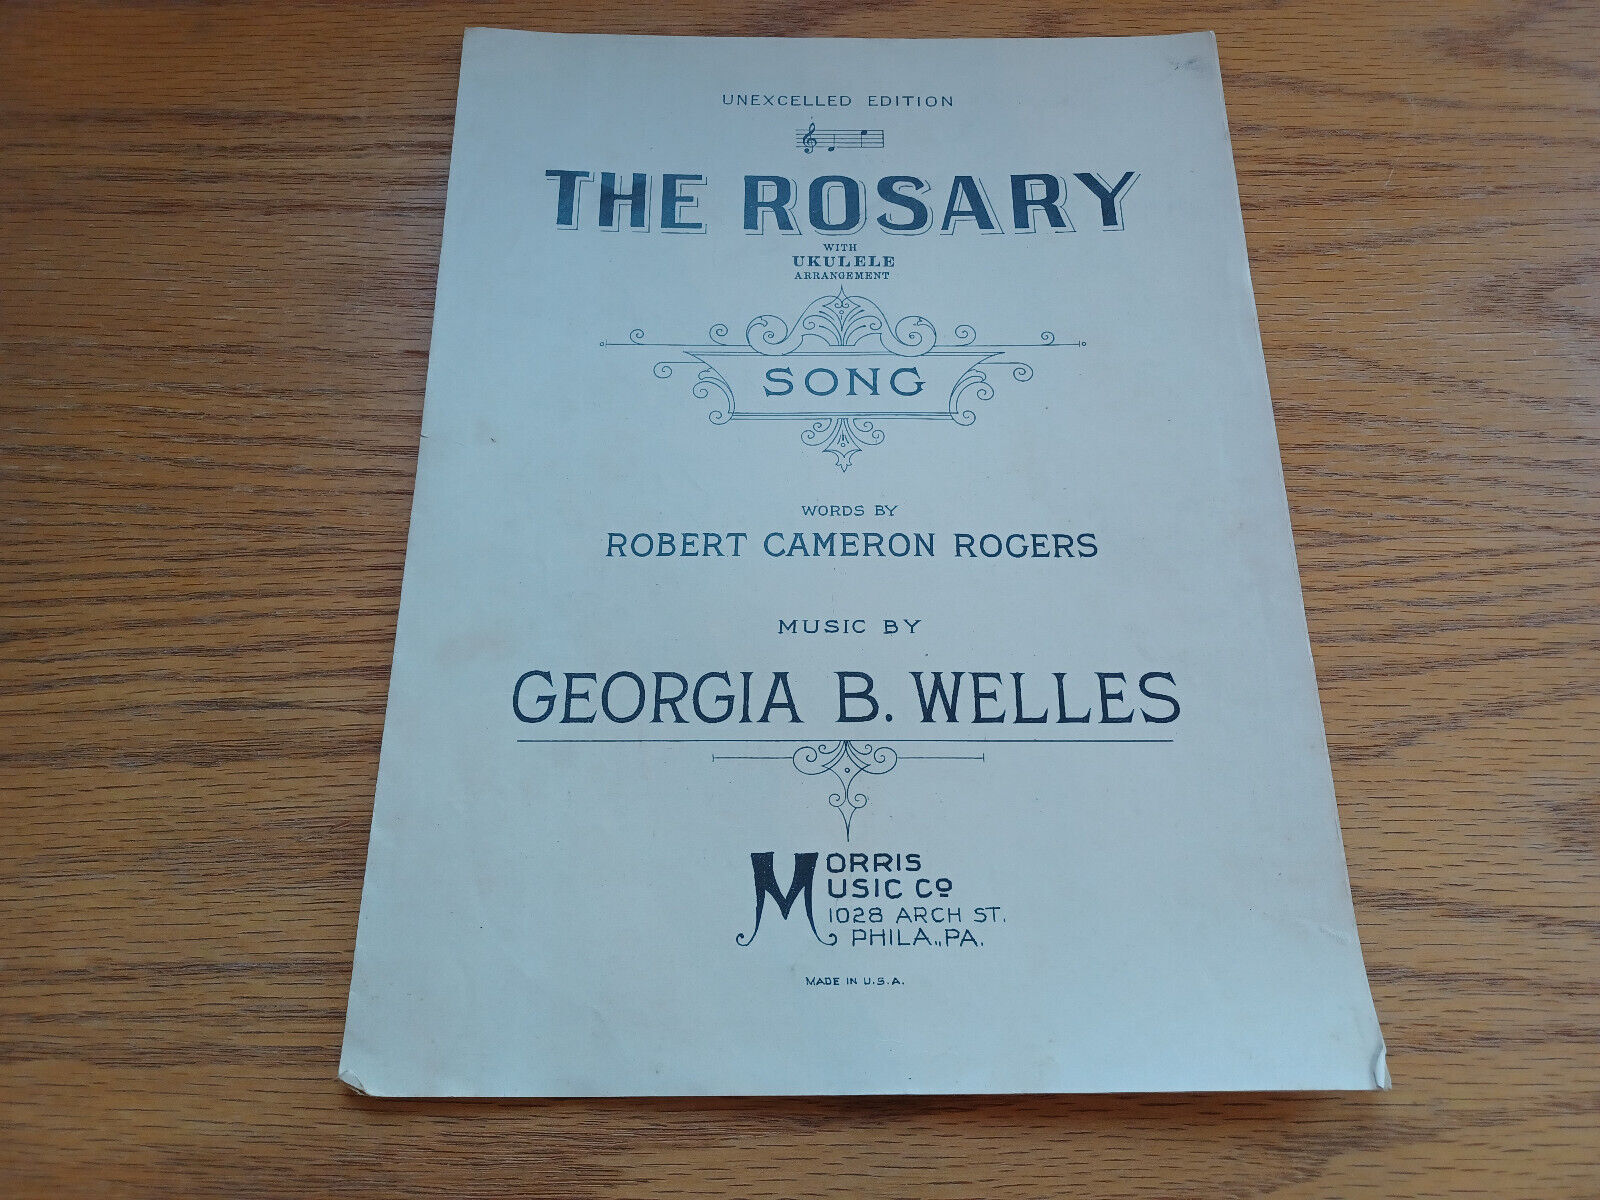 UNEXCELLED EDITION
THE ROSARY
WITH
UKULELE
ARRANGEMENT
SONG
WORDS BY
ROBERT CAMERON ROGERS
MUSIC BY
GEORGIA B. WELLES
MORRIS
MUSIC CO
1028 ARCH ST.
PHILA., PA.
MADE IN U.S.A.